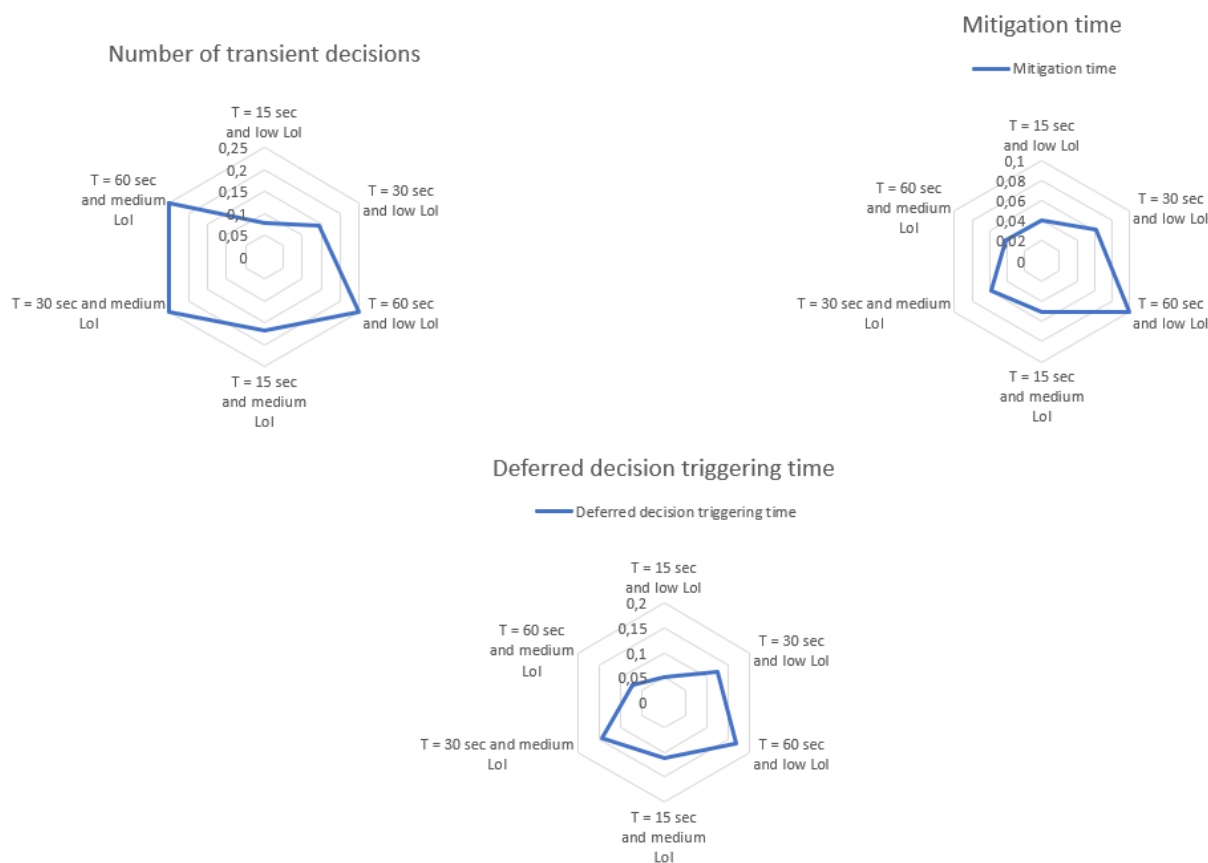 Number of transient decisions
T = 15 sec
and low LoI
0,25
0,2
0,15
0,1
0,05
0
T = 30 sec
and low LoI
T = 60 sec
and low LoI
T = 15 sec
and medium
LoI
T = 30 sec and medium
LoI
T = 60 sec
and medium
LoI
Mitigation time
Mitigation time
T = 15 sec
and low LoI
0,1
0,08
0,06
0,04
0,02
0
T = 30 sec
and low LoI
T = 60 sec
and low LoI
T = 15 sec
and medium
LoI
T = 30 sec and medium
LoI
T = 60 sec
and medium
LoI
Deferred decision triggering time
Deferred decision triggering time
T = 15 sec
and low LoI
0,2
0,15
0,1
0,05
0
T = 30 sec
and low LoI
T = 60 sec
and low LoI
T = 15 sec
and medium
LoI
T = 30 sec and medium
LoI
T = 60 sec
and medium
LoI